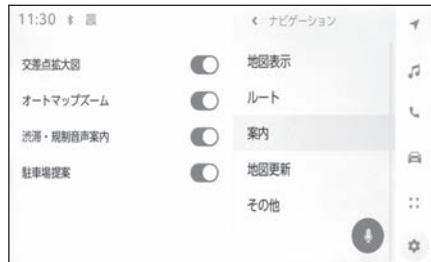 11:30
交差点拡大図
オートマップズーム
渋滞・規制音声案内
駐車場提案
ナビゲーション
地図表示
ルート
案内
地図更新
その他